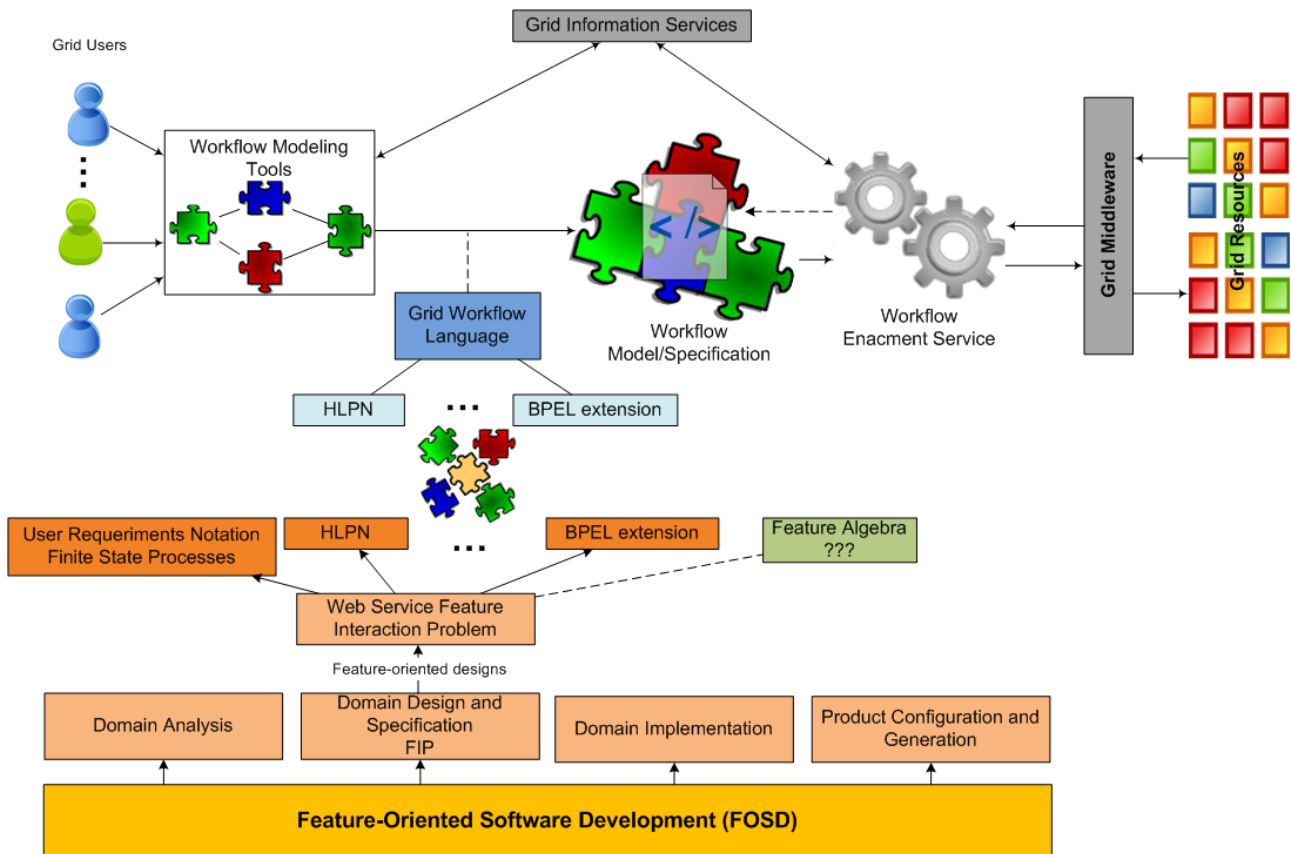 Grid Information Services
Grid Users
Workflow Modeling
Tools
< />
Grid Middleware
Grid Resources
Grid Workflow
Language
Workflow
Model/Specification
Workflow
Enacment Service
HLPN
...
BPEL extension
User Requeriments Notation
Finite State Processes
HLPN
...
BPEL extension
Feature Algebra
???
Web Service Feature
Interaction Problem
Feature-oriented designs
Domain Analysis
Domain Design and
Specification
FIP
Domain Implementation
Product Configuration and
Generation
Feature-Oriented Software Development (FOSD)